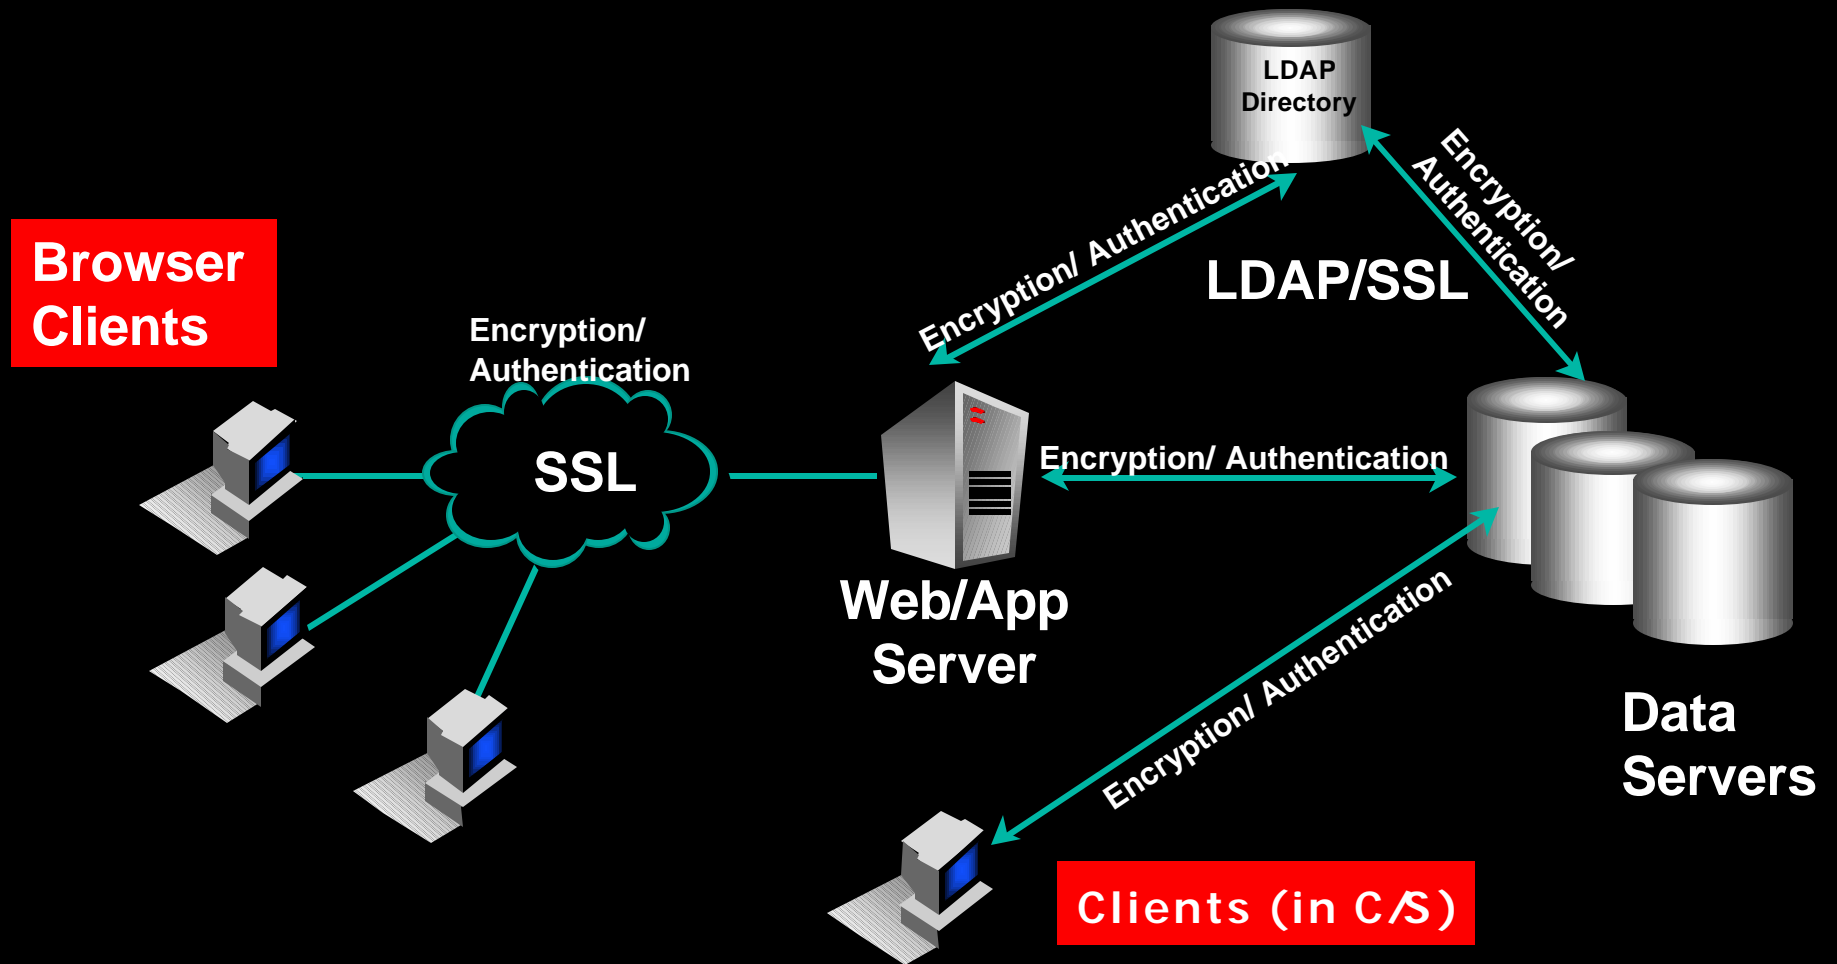 LDAP
Directory
Encryption/
Authentication
Encryption/ Authentication
Browser
Clients
LDAP/SSL
Encryption/
Authentication
SSL
Encryption/ Authentication
Web/App
Server
Encryption/ Authentication
Data
Servers
Clients (in C/S)